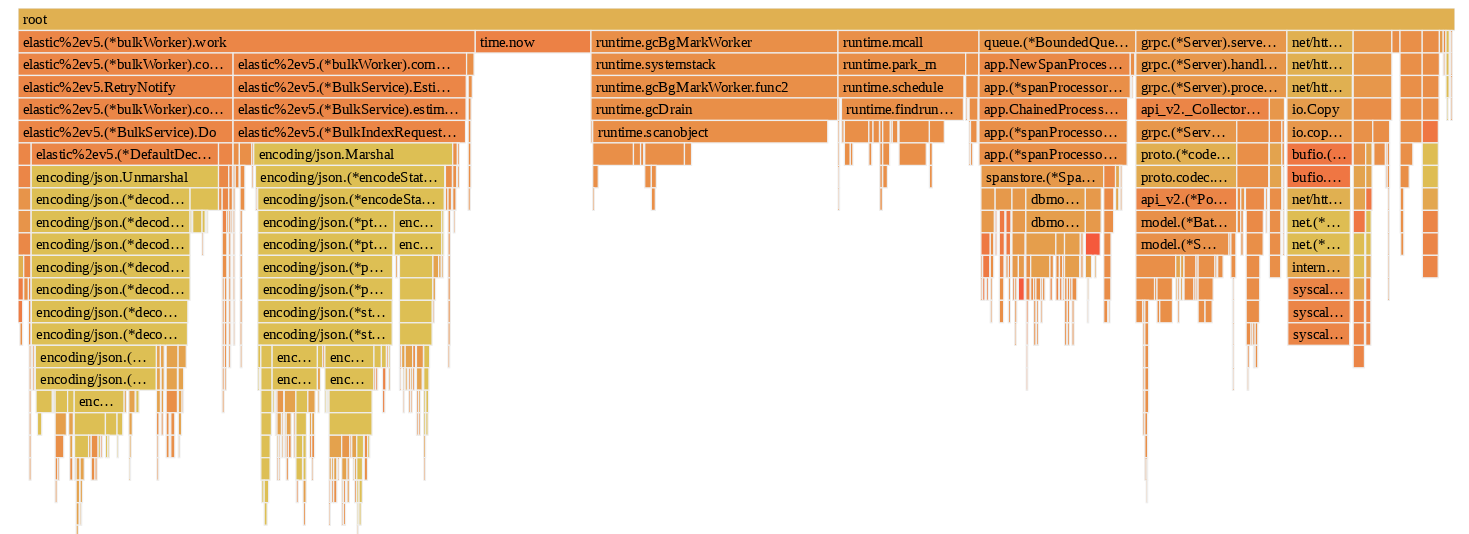 root
elastic%2ev5.(*bulkWorker).work time.now runtime.gcBgMarkWorker runtime.mcall queue.(*BoundedQue… grpc.(*Server).serve… net/htt…
elastic%2ev5.(*bulkWorker).co… elastic%2ev5.(*bulkWorker).com… runtime.systemstack runtime.park_m app.NewSpanProces… grpc.(*Server).handl… net/htt…
elastic%2ev5.RetryNotify elastic%2ev5.(*BulkService).Esti… runtime.gcBgMarkWorker.func2 runtime.schedule app.(*spanProcessor… grpc.(*Server).proce… net/htt…
elastic%2ev5.(*bulkWorker).co… elastic%2ev5.(*BulkService).estim… runtime.gcDrain runtime.findrun… app.ChainedProcess… api_v2._Collector… io.Copy
elastic%2ev5.(*BulkService).Do elastic%2ev5.(*BulkIndexRequest… runtime.scanobject app.(*spanProcesso… grpc.(*Serv… io.cop…
elastic%2ev5.(*DefaultDec… encoding/json.Marshal app.(*spanProcesso… proto.(*code… bufio.(…
encoding/json.Unmarshal encoding/json.(*encodeStat… spanstore.(*Spa… proto.codec.… bufio.…
encoding/json.(*decod… encoding/json.(*encodeSta… dbmo… api_v2.(*Po… net/htt…
encoding/json.(*decod… encoding/json.(*pt… enc… dbmo… model.(*Bat… net.(*…
encoding/json.(*decod… encoding/json.(*pt… enc… model.(*S… net.(*…
encoding/json.(*decod… encoding/json.(*p… intern…
encoding/json.(*decod… encoding/json.(*p… syscal…
encoding/json.(*deco… encoding/json.(*st… syscal…
encoding/json.(*deco… encoding/json.(*st… syscal…
encoding/json.(… enc… enc…
encoding/json.(… enc… enc…
enc…